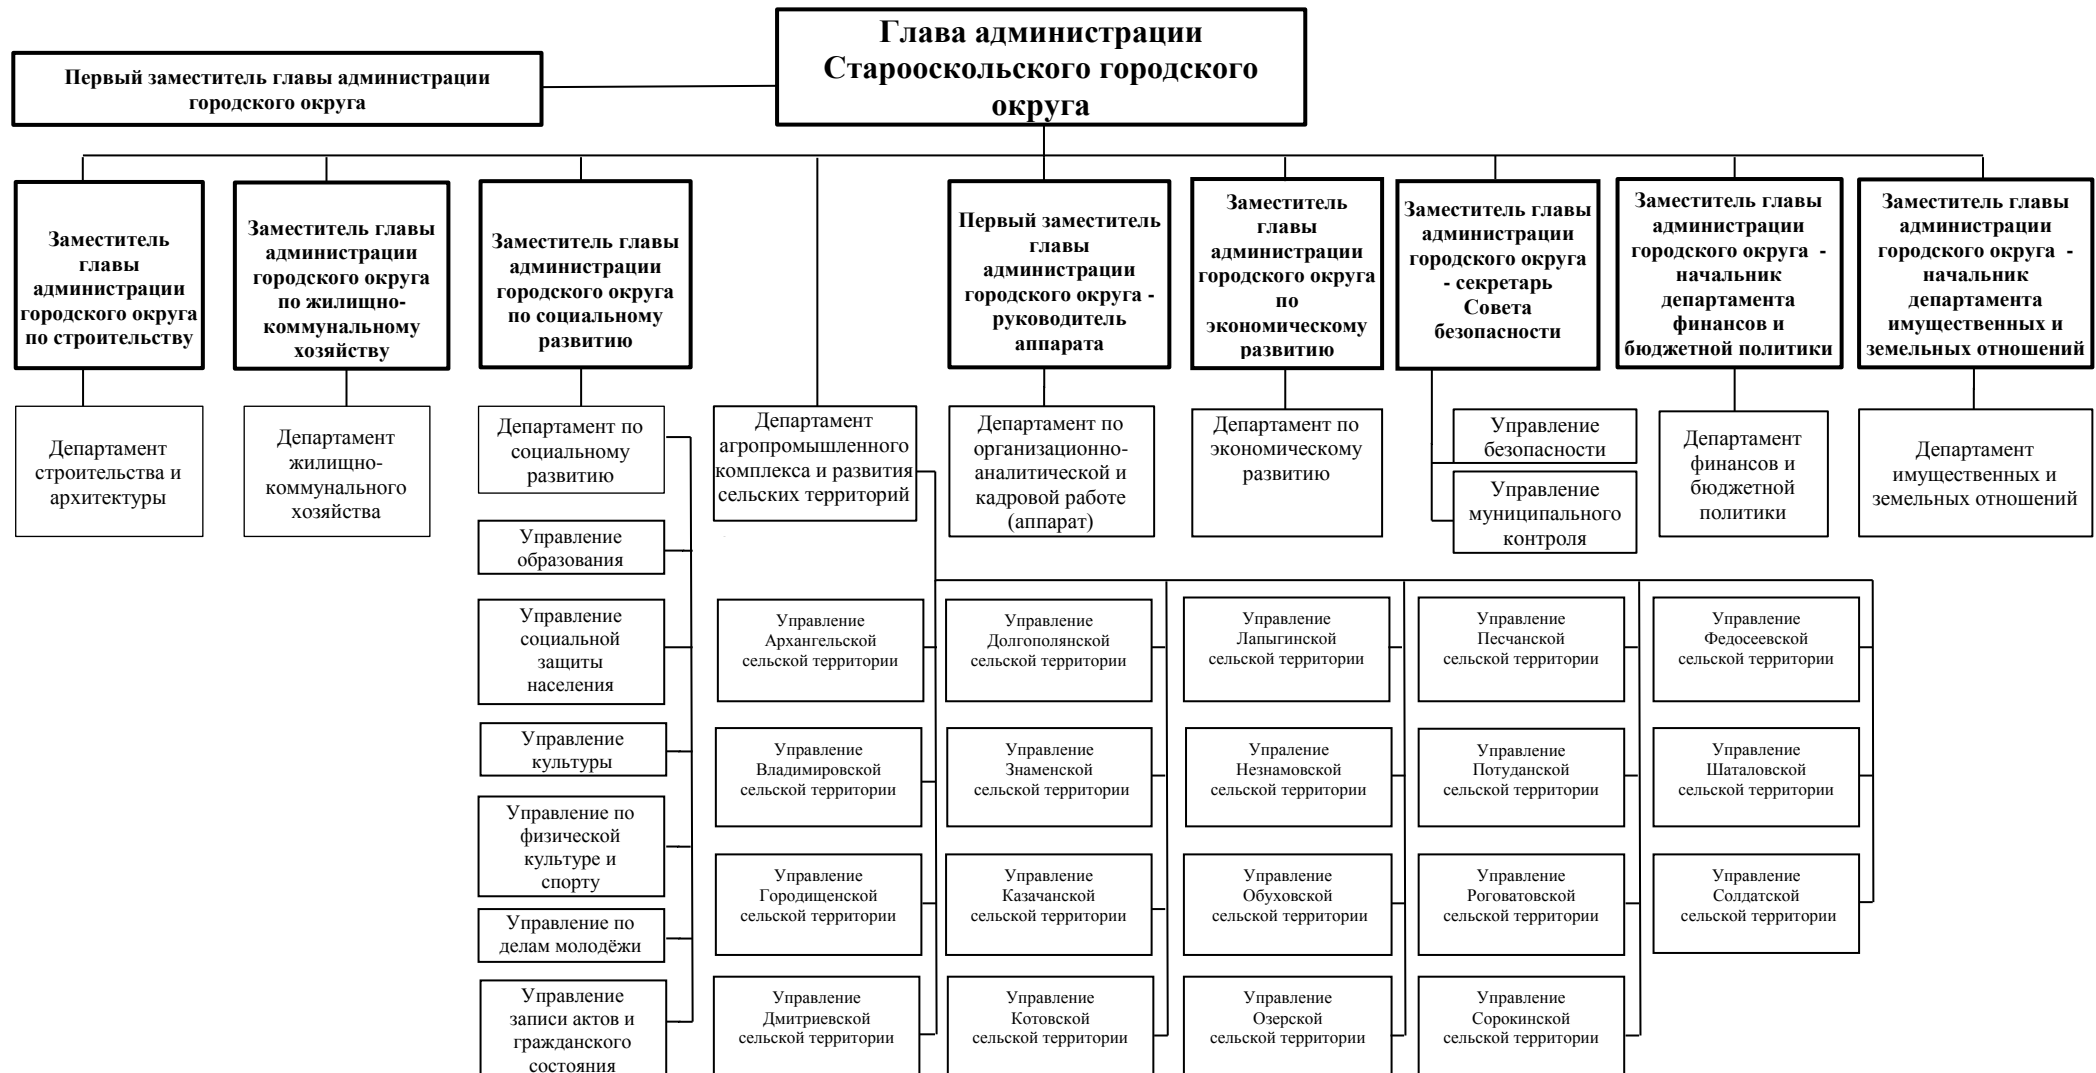 Глава администрации
Старооскольского городского
округа
Первый заместитель главы администрации
городского округа
Заместитель
главы
администрации
городского округа
по строительству
Заместитель главы
администрации
городского округа
по жилищно-
коммунальному
хозяйству
Заместитель главы
администрации
городского округа
по социальному
развитию
Первый заместитель
главы
администрации
городского округа -
руководитель
аппарата
Заместитель
главы
администрации
городского округа
по
экономическому
развитию
Заместитель главы
администрации
городского округа
- секретарь
Совета
безопасности
Заместитель главы
администрации
городского округа -
начальник
департамента
финансов и
бюджетной политики
Заместитель главы
администрации
городского округа -
начальник
департамента
имущественных и
земельных отношений
Департамент
строительства и
архитектуры
Департамент
жилищно-
коммунального
хозяйства
Департамент по
социальному
развитию
Департамент
агропромышленного
комплекса и развития
сельских территорий
Департамент по
организационно-
аналитической и
кадровой работе
(аппарат)
Департамент по
экономическому
развитию
Управление
безопасности
Управление
муниципального
контроля
Департамент
финансов и
бюджетной
политики
Департамент
имущественных и
земельных отношений
Управление
образования
Управление
социальной
защиты
населения
Управление
культуры
Управление по
физической
культуре и
спорту
Управление по
делам молодёжи
Управление
записи актов и
гражданского
состояния
Управление
Архангельской
сельской территории
Управление
Долгополянской
сельской территории
Управление
Лапыгинской
сельской территории
Управление
Песчанской
сельской территории
Управление
Федосеевской
сельской территории
Управление
Владимировской
сельской территории
Управление
Знаменской
сельской территории
Упраление
Незнамовской
сельской территории
Управление
Потуданской
сельской территории
Управление
Шаталовской
сельской территории
Управление
Городищенской
сельской территории
Управление
Казачанской
сельской территории
Управление
Обуховской
сельской территории
Управление
Роговатовской
сельской территории
Управление
Солдатской
сельской территории
Управление
Дмитриевской
сельской территории
Управление
Котовской
сельской территории
Управление
Озерской
сельской территории
Управление
Сорокинской
сельской территории